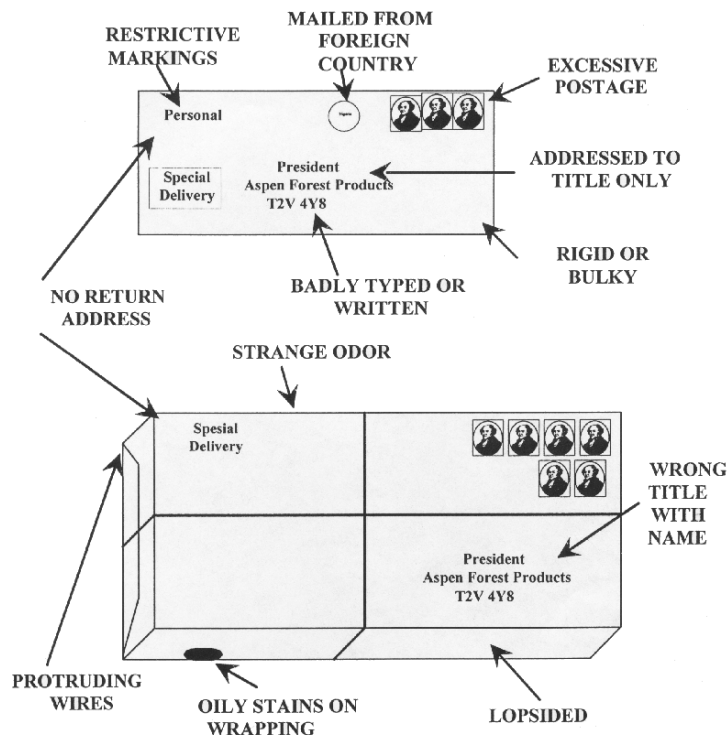 RESTRICTIVE
MARKINGS
MAILED FROM
FOREIGN
COUNTRY
EXCESSIVE
POSTAGE
Personal
Nigeria
ADDRESSED TO
TITLE ONLY
Special
Delivery
President
Aspen Forest Products
T2V 4Y8
RIGID OR
BULKY
BADLY TYPED OR
WRITTEN
NO RETURN
ADDRESS
STRANGE ODOR
Spesial
Delivery
WRONG
TITLE
WITH
NAME
President
Aspen Forest Products
T2V 4Y8
PROTRUDING
WIRES
OILY STAINS ON
WRAPPING
LOPSIDED